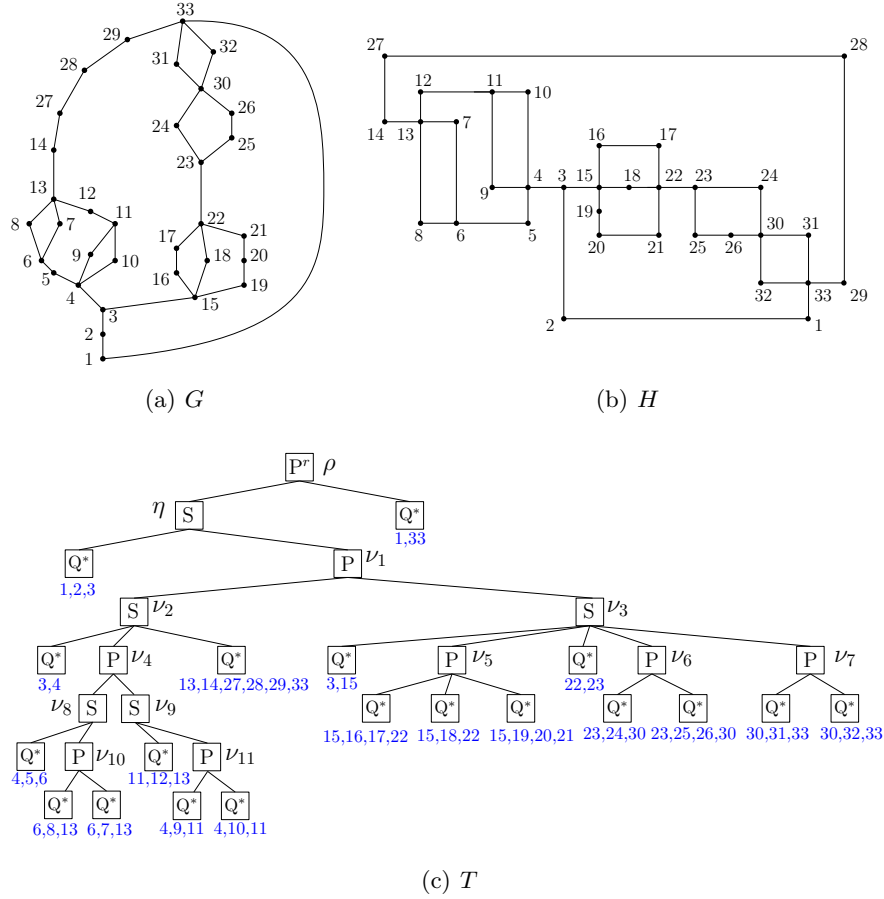 33
29
32
31
28
30
27
26
24
25
14
23
13
12
8
7
11
22
21
17
18
20
6
9
10
16
19
5
4
15
3
2
1
(a) G
27
28
12
11
10
14
13
7
16
17
9
4
3
15
18
22
23
24
19
8
6
5
20
21
25
26
30
31
32
33
29
2
1
(b) H
Pʳ ρ
η S
Q*
1,33
Q*
1,2,3
P ν₁
S ν₂
S ν₃
Q*
3,4
P ν₄
Q*
13,14,27,28,29,33
Q*
3,15
P ν₅
Q*
22,23
P ν₆
P ν₇
ν₈ S
S ν₉
Q*
15,16,17,22
Q*
15,18,22
Q*
15,19,20,21
Q*
23,24,30
Q*
23,25,26,30
Q*
30,31,33
Q*
30,32,33
Q*
4,5,6
P ν₁₀
Q*
11,12,13
P ν₁₁
Q*
6,8,13
Q*
6,7,13
Q*
4,9,11
Q*
4,10,11
(c) T